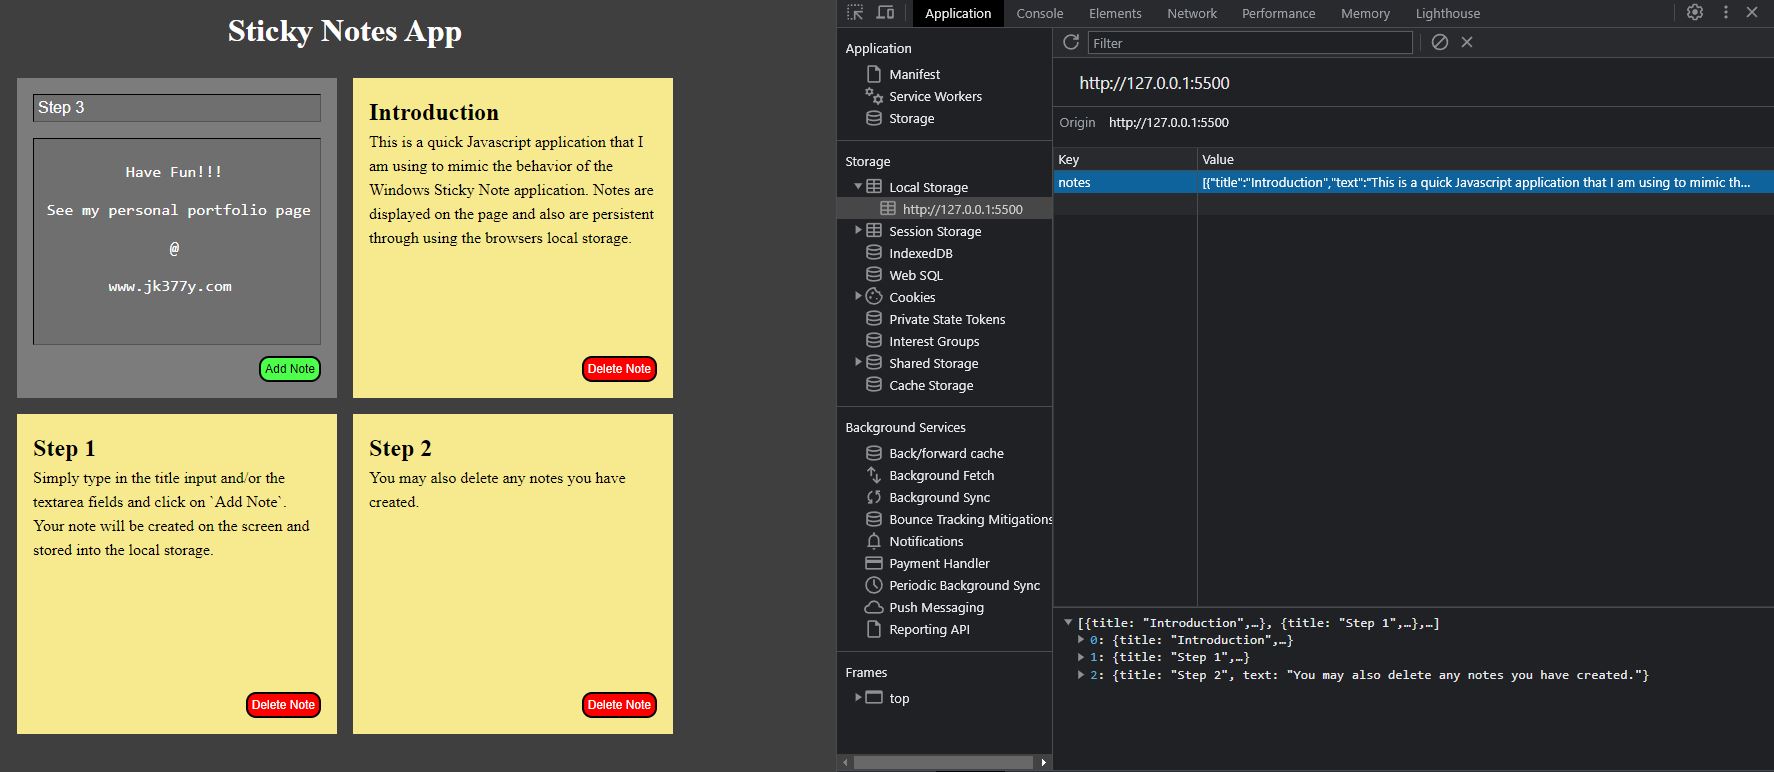 Sticky Notes App
Step 3
Have Fun!!!
See my personal portfolio page
@
www.jk377y.com
Add Note
Introduction
This is a quick Javascript application that I
am using to mimic the behavior of the
Windows Sticky Note application. Notes are
displayed on the page and also are persistent
through using the browsers local storage.
Delete Note
Step 1
Simply type in the title input and/or the
textarea fields and click on `Add Note`.
Your note will be created on the screen and
stored into the local storage.
Delete Note
Step 2
You may also delete any notes you have
created.
Delete Note
Application Console Elements Network Performance Memory Lighthouse
Application
Manifest
Service Workers
Storage
Storage
Local Storage
http://127.0.0.1:5500
Session Storage
IndexedDB
Web SQL
Cookies
Private State Tokens
Interest Groups
Shared Storage
Cache Storage
Background Services
Back/forward cache
Background Fetch
Background Sync
Bounce Tracking Mitigations
Notifications
Payment Handler
Periodic Background Sync
Push Messaging
Reporting API
Frames
top
Filter
http://127.0.0.1:5500
Origin http://127.0.0.1:5500
Key Value
notes [{"title":"Introduction","text":"This is a quick Javascript application that I am using to mimic th...
[{title: "Introduction",…}, {title: "Step 1",…},…]
0: {title: "Introduction",…}
1: {title: "Step 1",…}
2: {title: "Step 2", text: "You may also delete any notes you have created."}